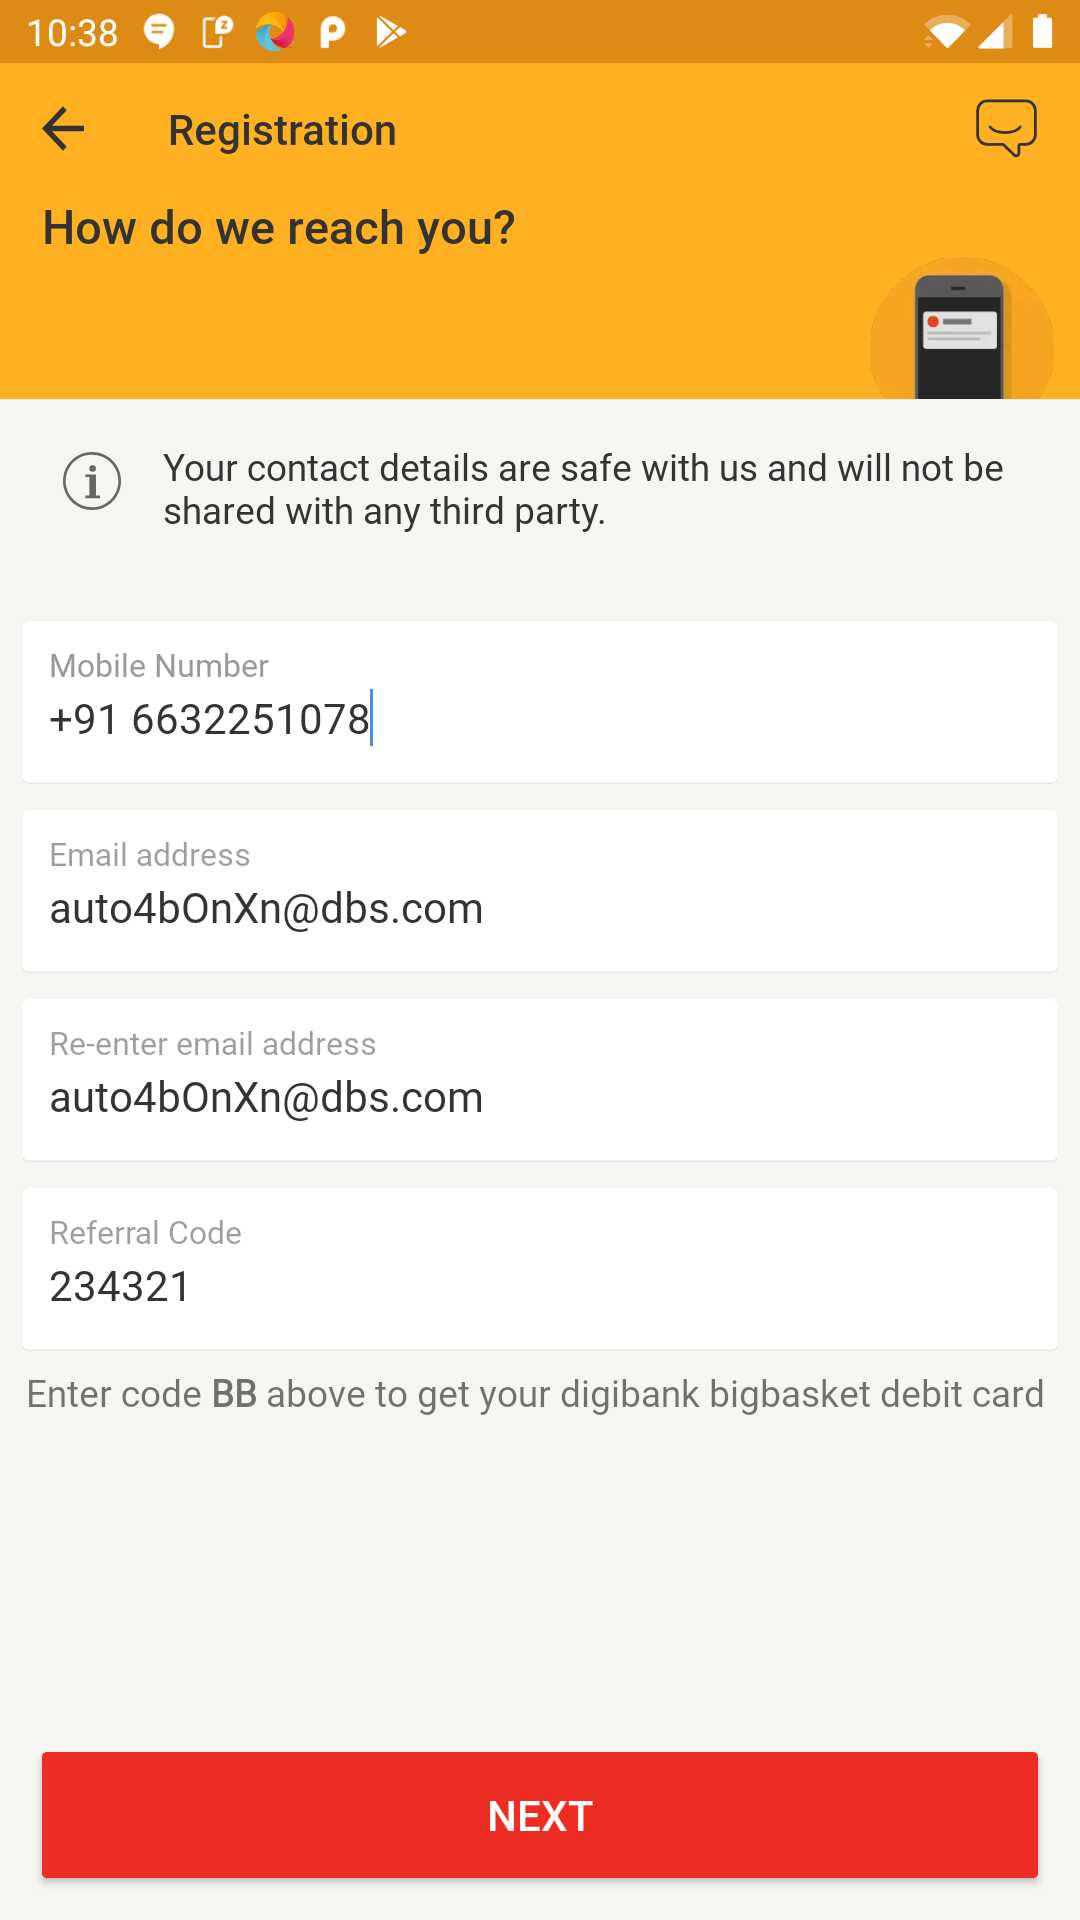 10:38
Registration
How do we reach you?
Your contact details are safe with us and will not be
shared with any third party.
Mobile Number
+91 6632251078
Email address
auto4bOnXn@dbs.com
Re-enter email address
auto4bOnXn@dbs.com
Referral Code
234321
Enter code BB above to get your digibank bigbasket debit card
NEXT